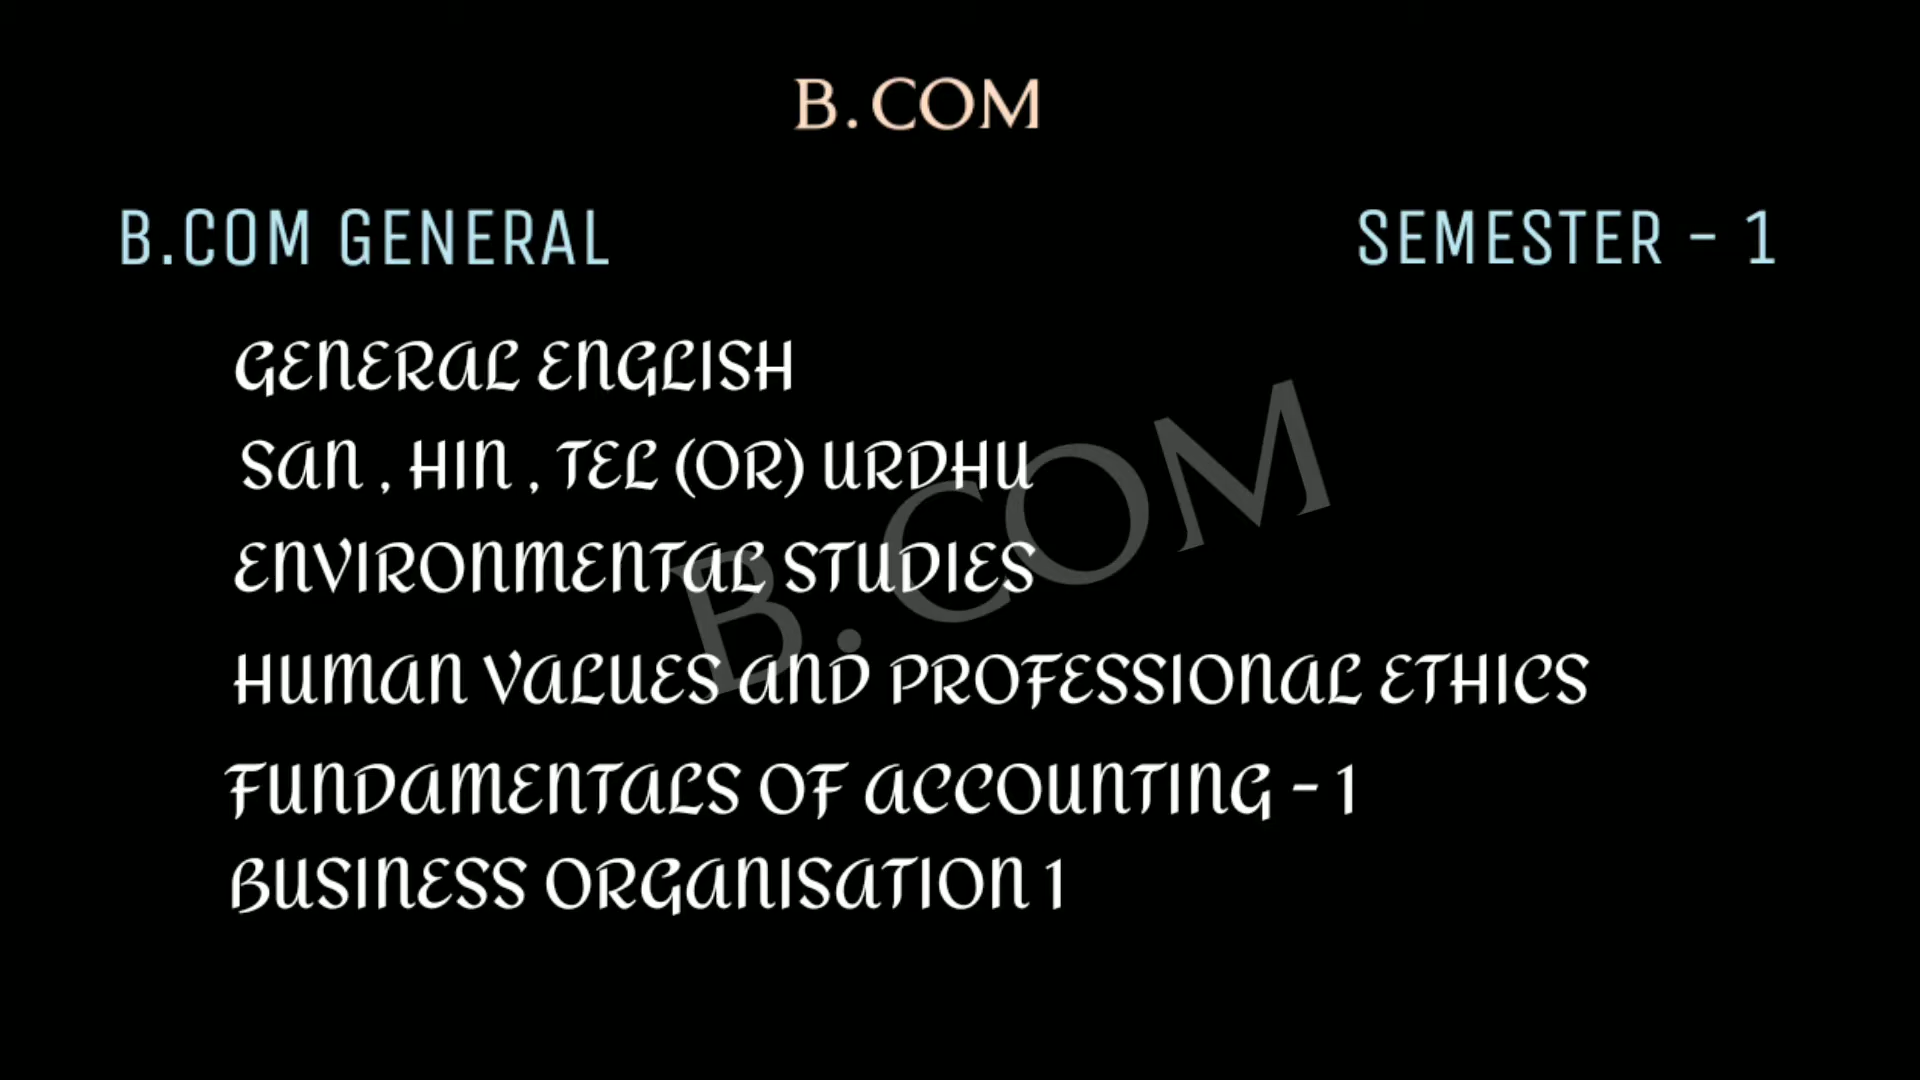 B.COM
B.COM GENERAL SEMESTER - 1
GENERAL ENGLISH
SAN , HIN , TEL (OR) URDHU
ENVIRONMENTAL STUDIES
HUMAN VALUES AND PROFESSIONAL ETHICS
FUNDAMENTALS OF ACCOUNTING - 1
BUSINESS ORGANISATION 1
B.COM